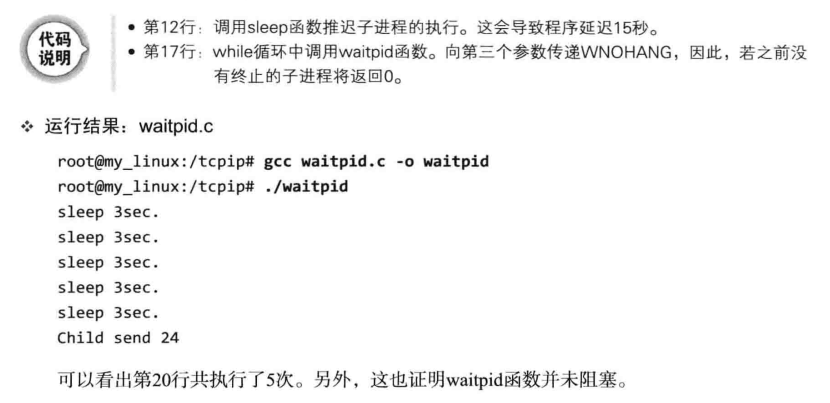 代码
说明
• 第12行：调用sleep函数推迟子进程的执行。这会导致程序延迟15秒。
• 第17行：while循环中调用waitpid函数。向第三个参数传递WNOHANG，因此，若之前没
有终止的子进程将返回0。
❖ 运行结果：waitpid.c
root@my_linux:/tcpip# gcc waitpid.c -o waitpid
root@my_linux:/tcpip# ./waitpid
sleep 3sec.
sleep 3sec.
sleep 3sec.
sleep 3sec.
sleep 3sec.
Child send 24
可以看出第20行共执行了5次。另外，这也证明waitpid函数并未阻塞。